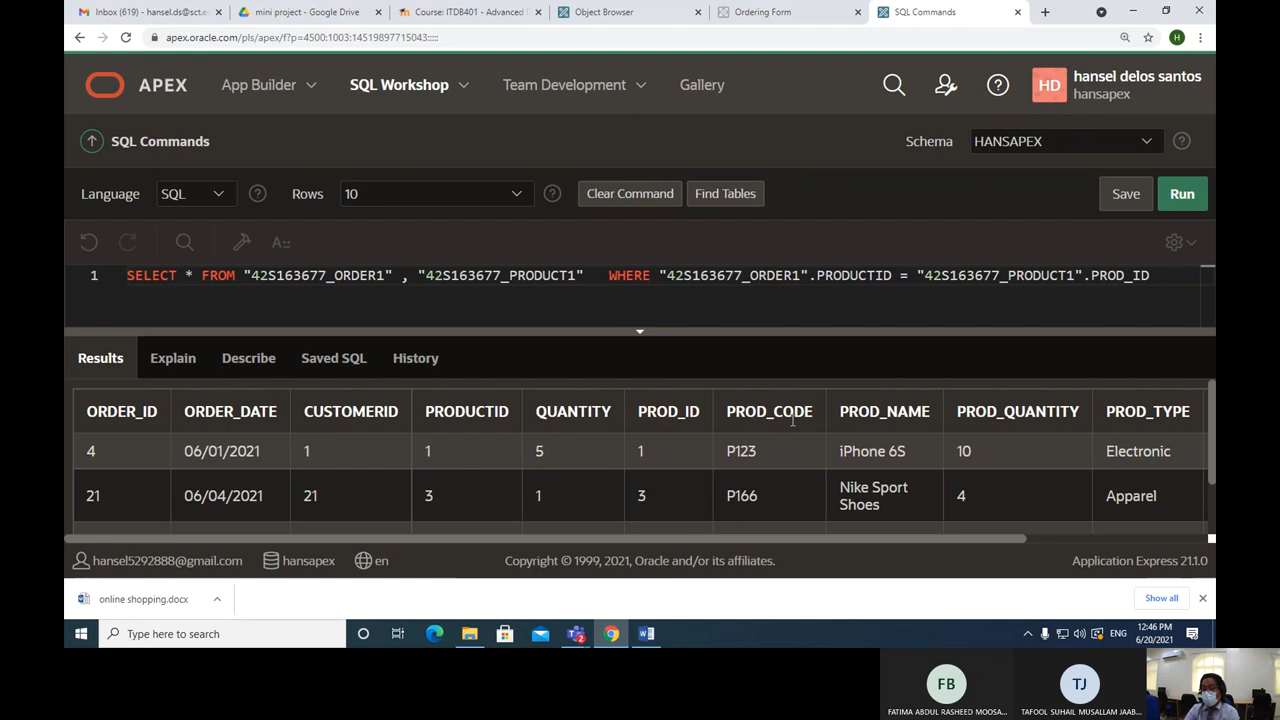 Inbox (619) - hansel.ds@sct.e
mini project - Google Drive
Course: ITDB401 - Advanced
Object Browser
Ordering Form
SQL Commands
apex.oracle.com/pls/apex/f?p=4500:1003:14519897715043:::::
H
APEX
App Builder
SQL Workshop
Team Development
Gallery
HD
hansel delos santos
hansapex
SQL Commands
Schema
HANSAPEX
Language
SQL
Rows
10
Clear Command
Find Tables
Save
Run
1 SELECT * FROM "42S163677_ORDER1" , "42S163677_PRODUCT1" WHERE "42S163677_ORDER1".PRODUCTID = "42S163677_PRODUCT1".PROD_ID
Results Explain Describe Saved SQL History
ORDER_ID ORDER_DATE CUSTOMERID PRODUCTID QUANTITY PROD_ID PROD_CODE PROD_NAME PROD_QUANTITY PROD_TYPE
4 06/01/2021 1 1 5 1 P123 iPhone 6S 10 Electronic
21 06/04/2021 21 3 1 3 P166 Nike Sport Shoes 4 Apparel
hansel5292888@gmail.com
hansapex
en
Copyright © 1999, 2021, Oracle and/or its affiliates.
Application Express 21.1.0
online shopping.docx
Show all
Type here to search
ENG
12:46 PM
6/20/2021
FB
FATIMA ABDUL RASHEED MOOSA...
TJ
TAFOOL SUHAIL MUSALLAM JAAB...